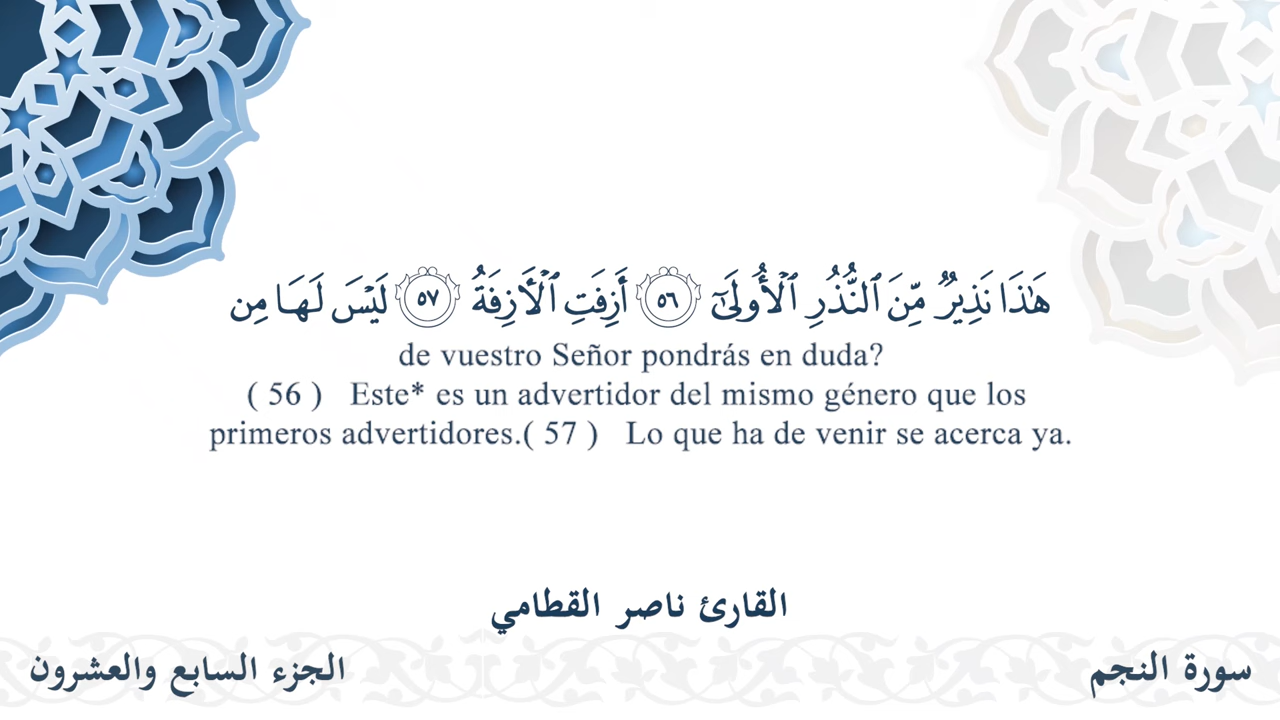 هَٰذَا نَذِيرٌ مِّنَ ٱلنُّذُرِ ٱلْأُولَىٰٓ ٥٦ أَزِفَتِ ٱلْأٓزِفَةُ ٥٧ لَيْسَ لَهَا مِن
de vuestro Señor pondrás en duda?
( 56 ) Este* es un advertidor del mismo género que los
primeros advertidores.( 57 ) Lo que ha de venir se acerca ya.
القارئ ناصر القطامي
سورة النجم
الجزء السابع والعشرون